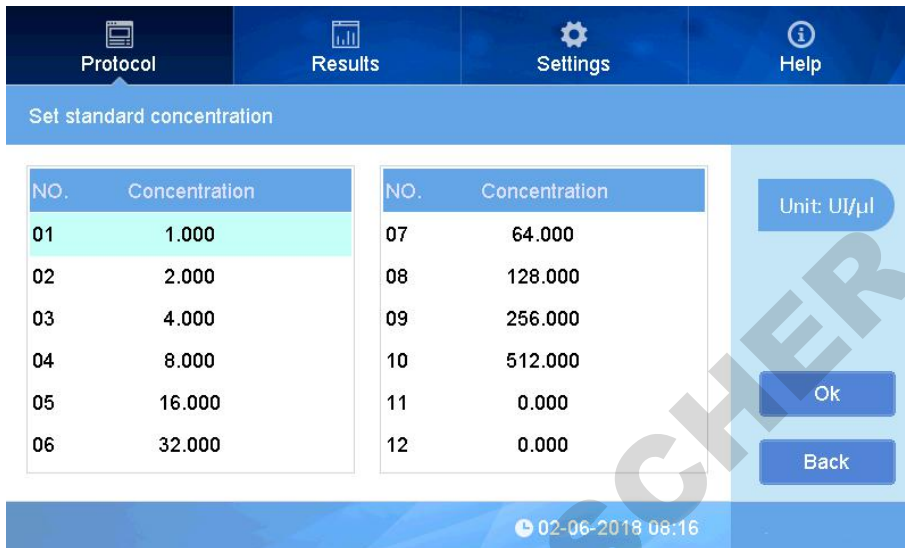 Protocol Results Settings Help
Set standard concentration
NO. Concentration NO. Concentration
Unit: UI/µl
01 1.000 07 64.000
02 2.000 08 128.000
03 4.000 09 256.000
04 8.000 10 512.000
05 16.000 11 0.000
06 32.000 12 0.000
Ok
Back
02-06-2018 08:16
SCHER